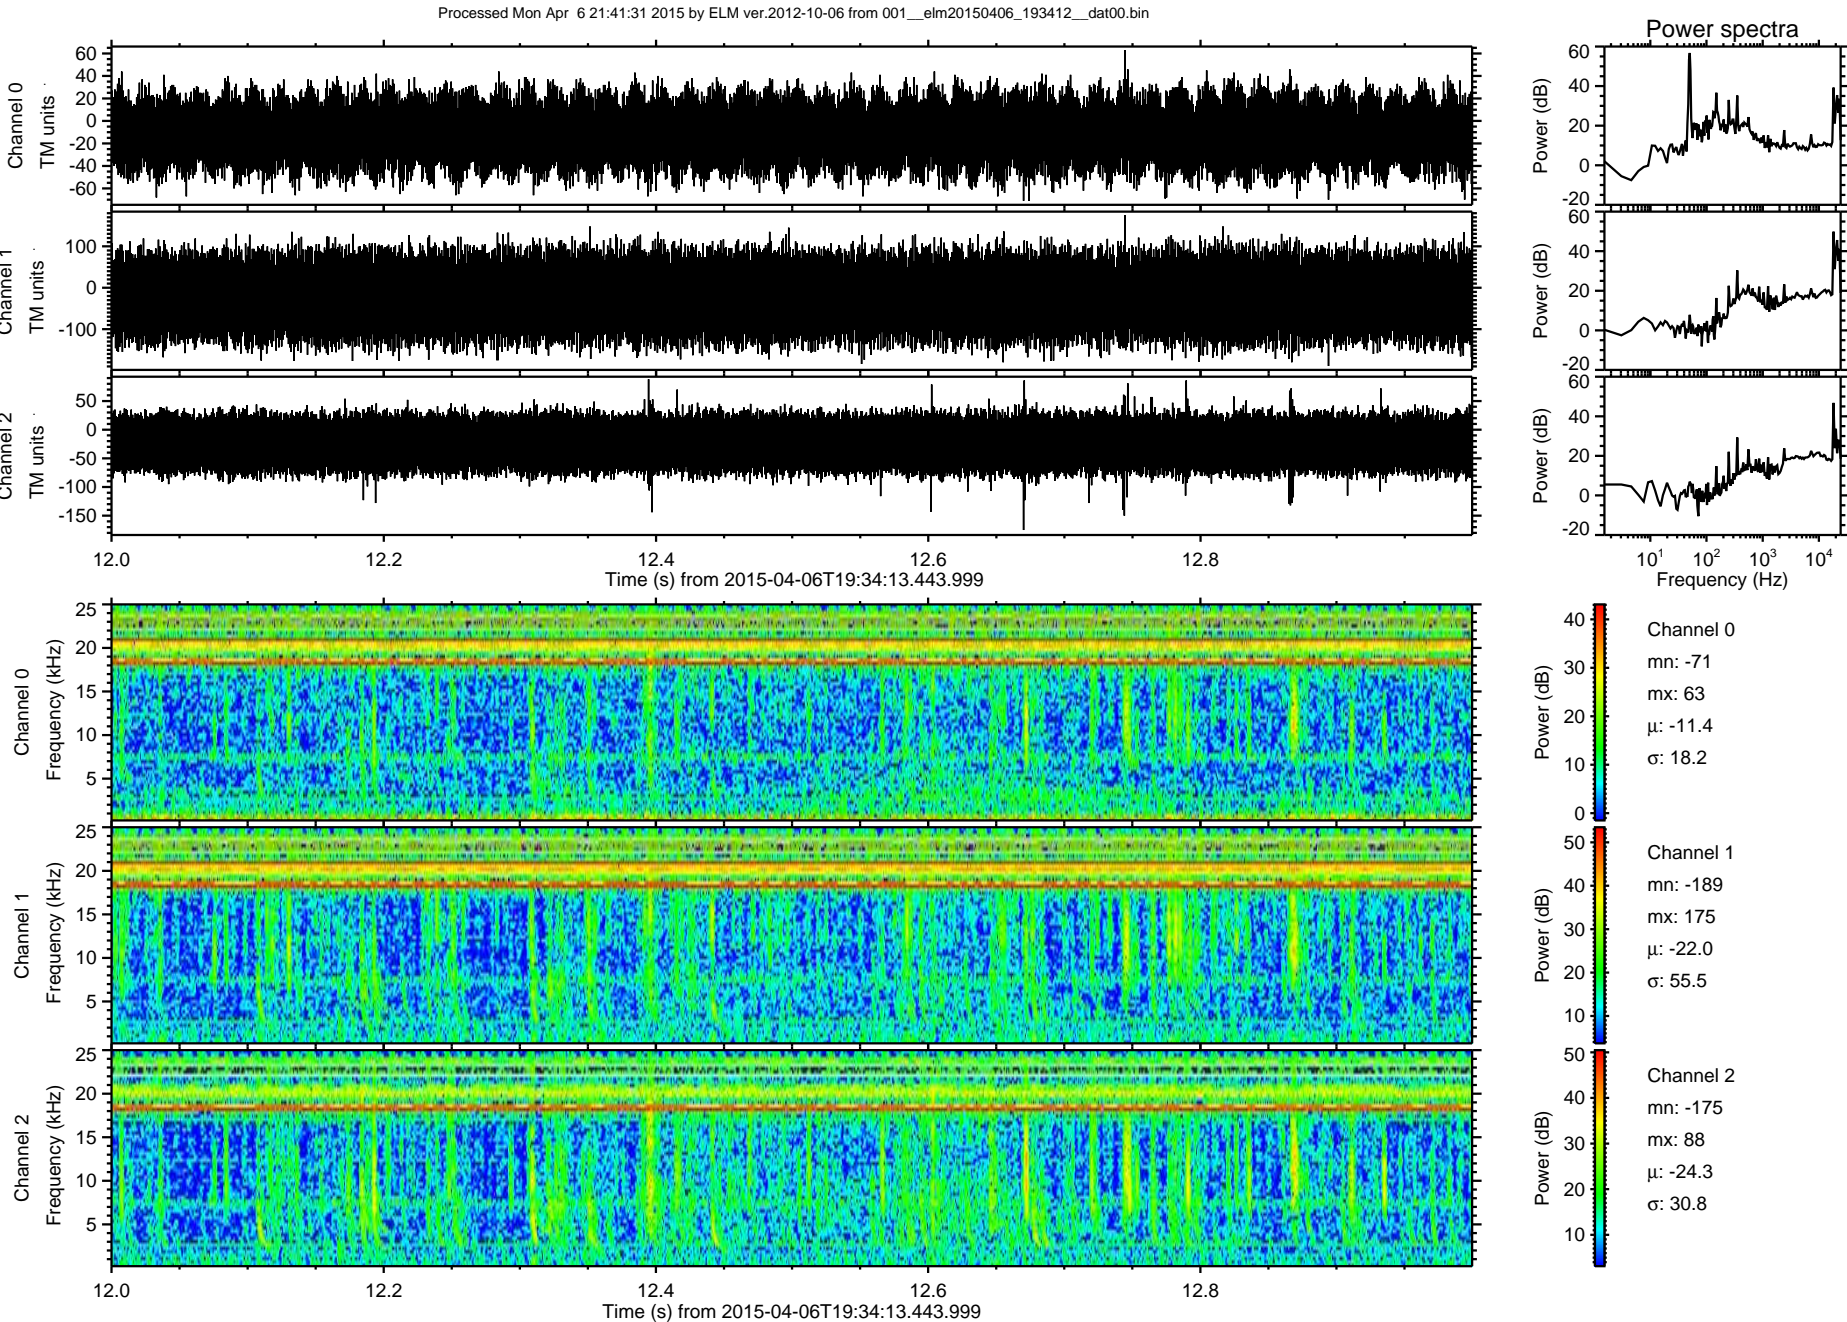 Processed Mon Apr  6 21:41:31 2015 by ELM ver.2012-10-06 from 001__elm20150406_193412__dat00.bin
Power spectra
Channel 0
TM units
60
40
20
0
-20
-40
-60
Power (dB)
60
40
20
0
-20
Channel 1
TM units
100
0
-100
Power (dB)
60
40
20
0
-20
Channel 2
TM units
50
0
-50
-100
-150
Power (dB)
60
40
20
0
-20
12.0 12.2 12.4 12.6 12.8
Time (s) from 2015-04-06T19:34:13.443.999
10¹ 10² 10³ 10⁴
Frequency (Hz)
Channel 0
Frequency (kHz)
25
20
15
10
5
Power (dB)
40
30
20
10
0
Channel 0
mn: -71
mx: 63
μ: -11.4
σ: 18.2
Channel 1
Frequency (kHz)
25
20
15
10
5
Power (dB)
50
40
30
20
10
Channel 1
mn: -189
mx: 175
μ: -22.0
σ: 55.5
Channel 2
Frequency (kHz)
25
20
15
10
5
Power (dB)
50
40
30
20
10
Channel 2
mn: -175
mx: 88
μ: -24.3
σ: 30.8
12.0 12.2 12.4 12.6 12.8
Time (s) from 2015-04-06T19:34:13.443.999